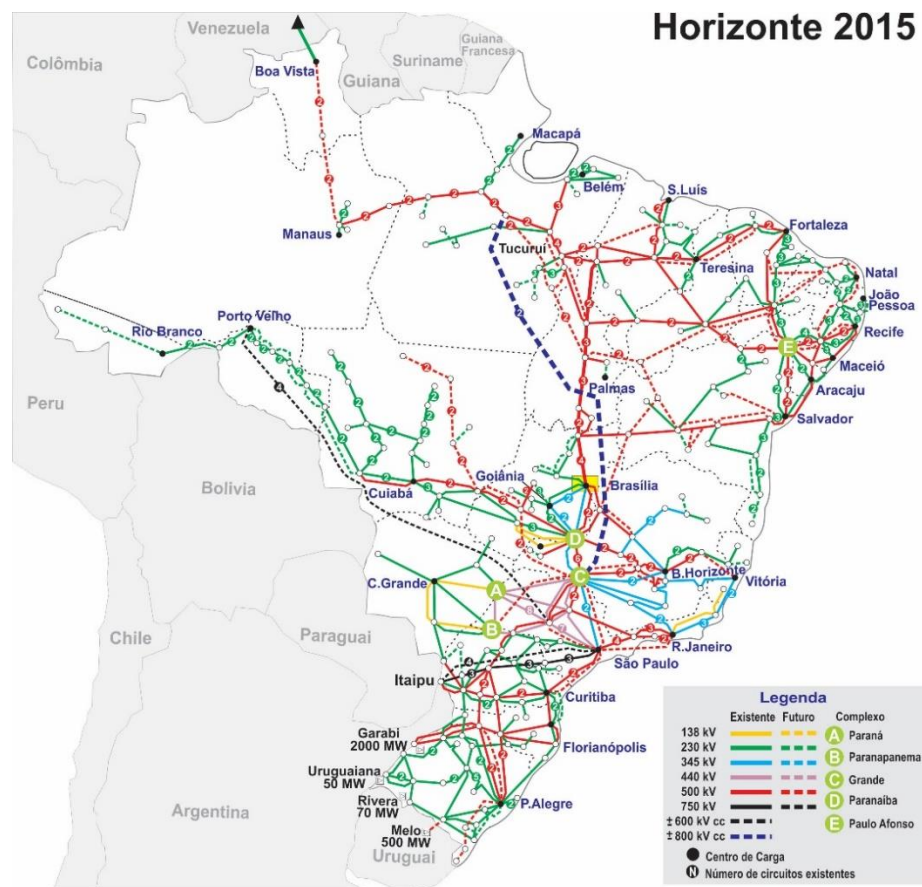 Horizonte 2015
Venezuela
Guiana
Francesa
Suriname
Colômbia
Boa Vista
Guiana
Macapá
Belém
S.Luis
Manaus
Fortaleza
Tucuruí
Teresina
Natal
João
Pessoa
Porto Velho
Rio Branco
Recife
E
Maceió
Palmas
Aracaju
Peru
Salvador
Goiânia
Brasília
Bolivia
Cuiabá
D
B.Horizonte
C
Vitória
C.Grande
A
B
Chile
Paraguai
R.Janeiro
São Paulo
Itaipu
Curitiba
Garabi
2000 MW
Florianópolis
Uruguaiana
50 MW
Rivera
70 MW
P.Alegre
Melo
500 MW
Argentina
Uruguai
Legenda
Existente Futuro Complexo
138 kV A Paraná
230 kV B Paranapanema
345 kV
440 kV C Grande
500 kV D Paranaíba
750 kV
±600 kV cc E Paulo Afonso
±800 kV cc
Centro de Carga
N Número de circuitos existentes